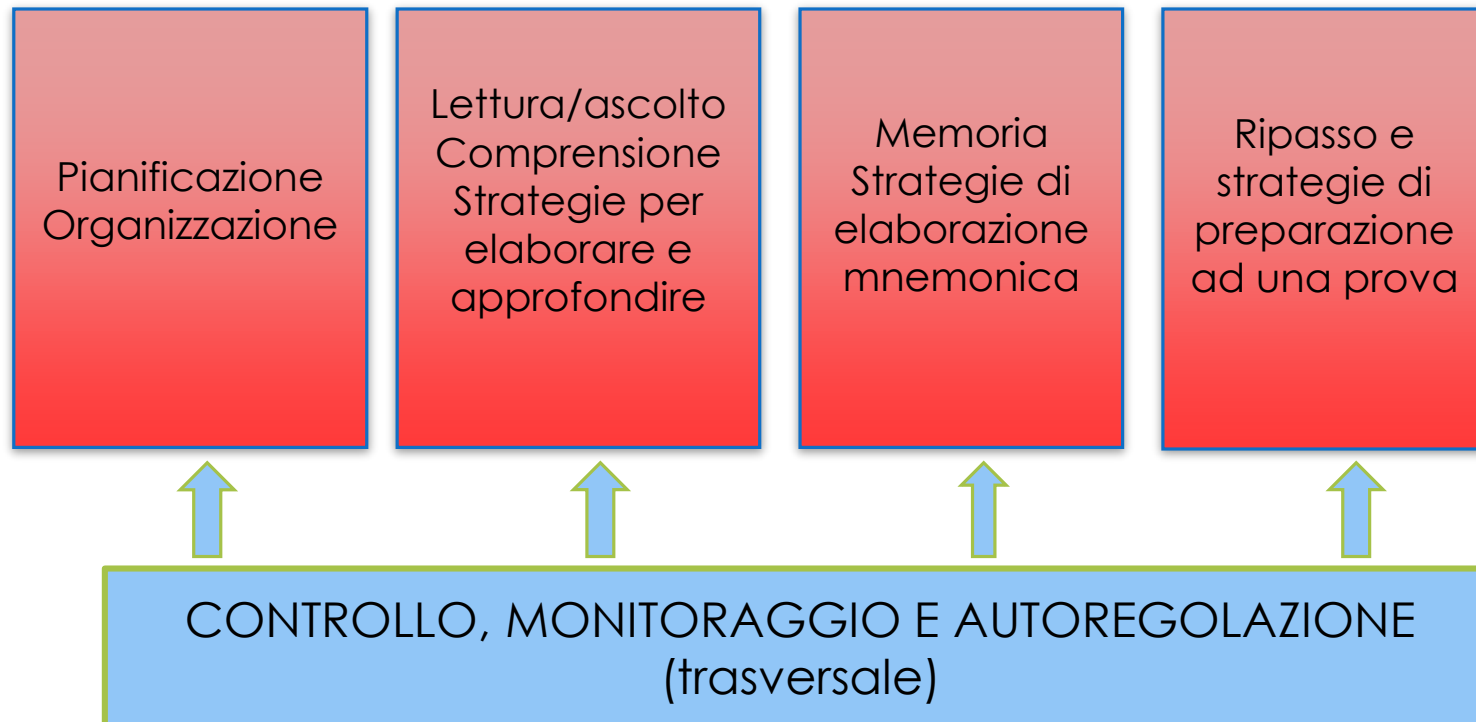 Pianificazione
Organizzazione
Lettura/ascolto
Comprensione
Strategie per
elaborare e
approfondire
Memoria
Strategie di
elaborazione
mnemonica
Ripasso e
strategie di
preparazione
ad una prova
CONTROLLO, MONITORAGGIO E AUTOREGOLAZIONE
(trasversale)